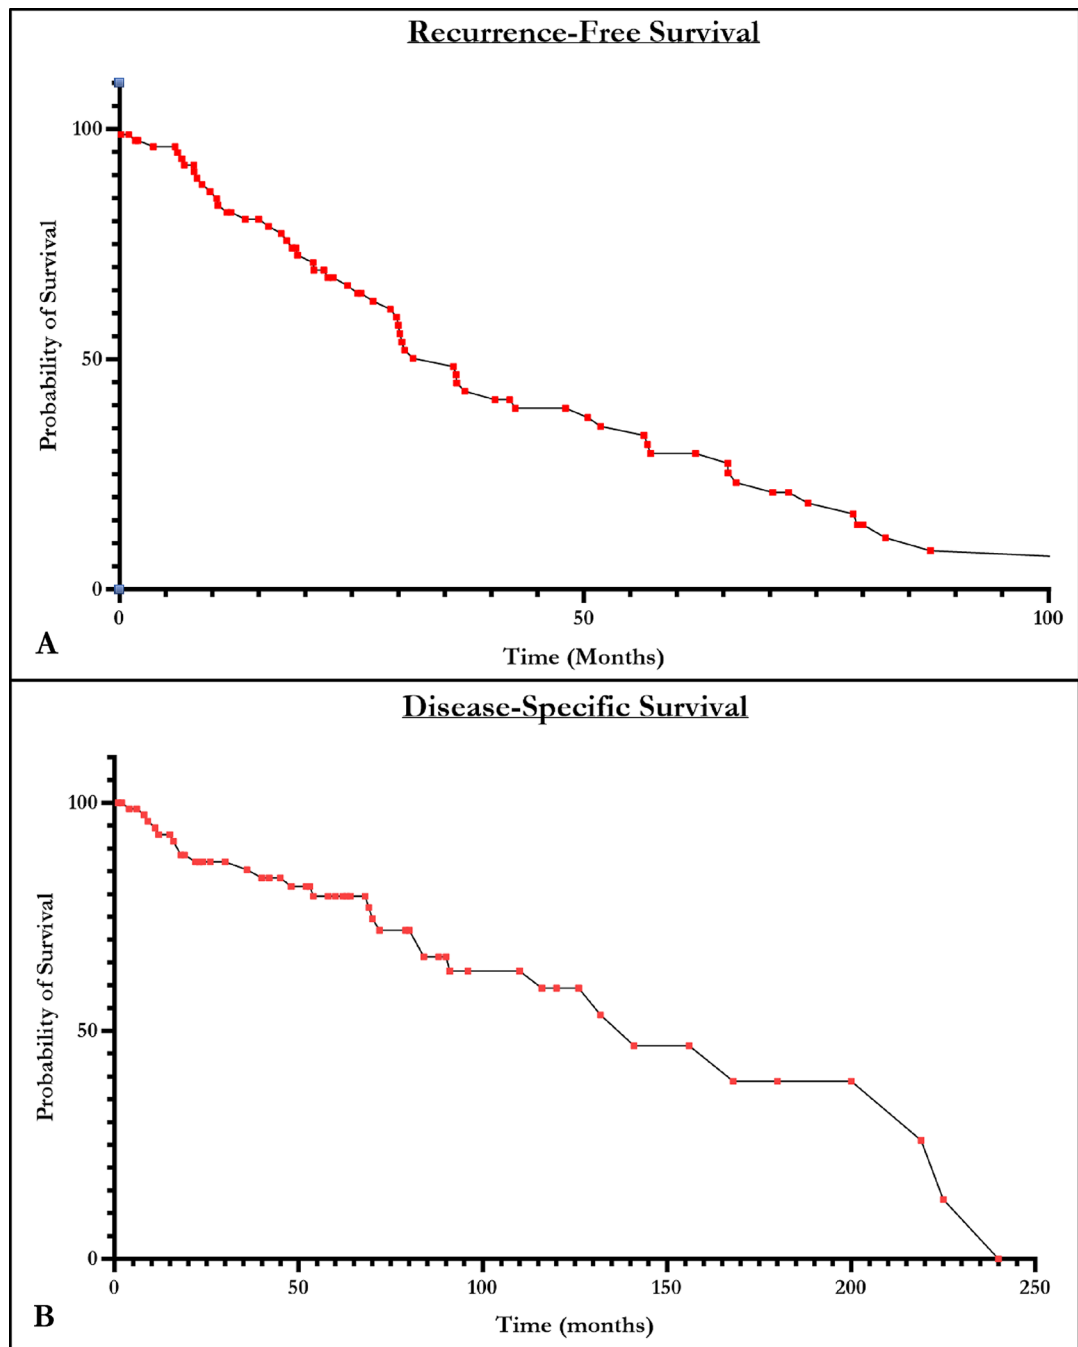 Recurrence-Free Survival
Probability of Survival
100
50
0
0 50 100
Time (Months)
A
Disease-Specific Survival
Probability of Survival
100
50
0
0 50 100 150 200 250
Time (months)
B